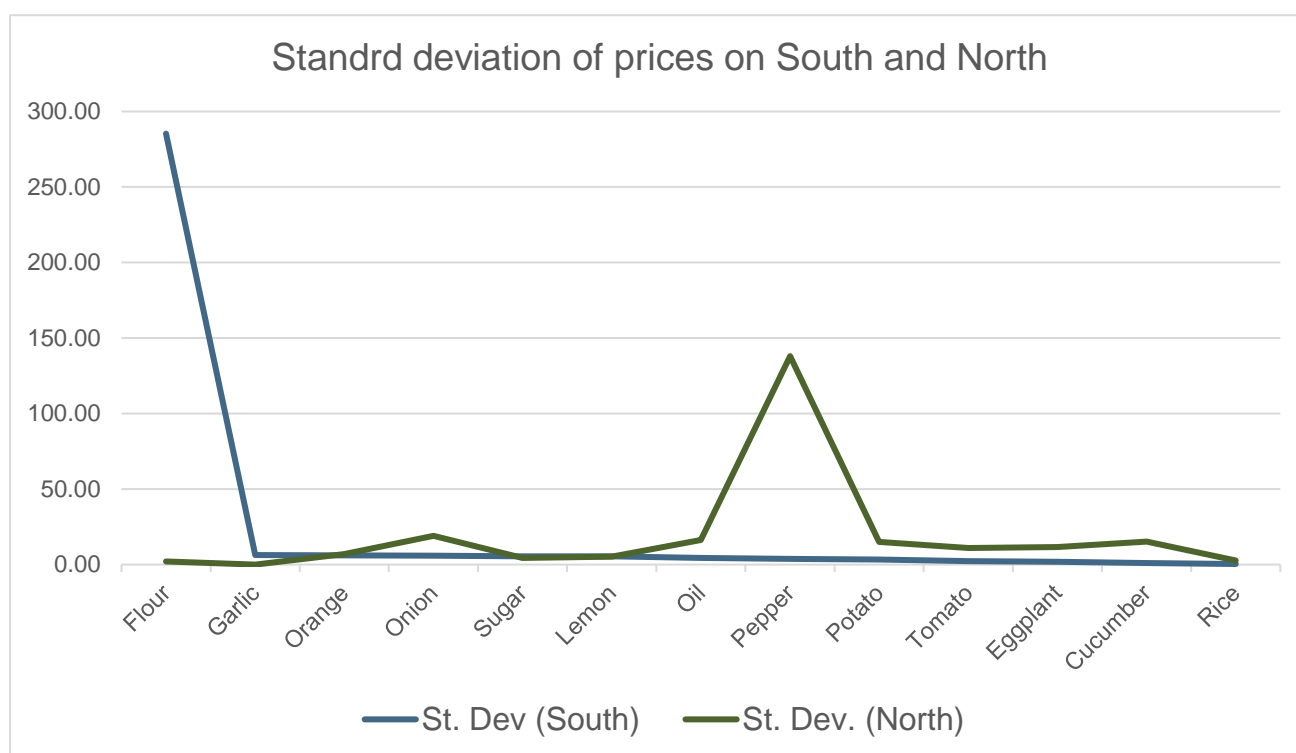 Standrd deviation of prices on South and North
300.00
250.00
200.00
150.00
100.00
50.00
0.00
Flour
Garlic
Orange
Onion
Sugar
Lemon
Oil
Pepper
Potato
Tomato
Eggplant
Cucumber
Rice
St. Dev (South)
St. Dev. (North)